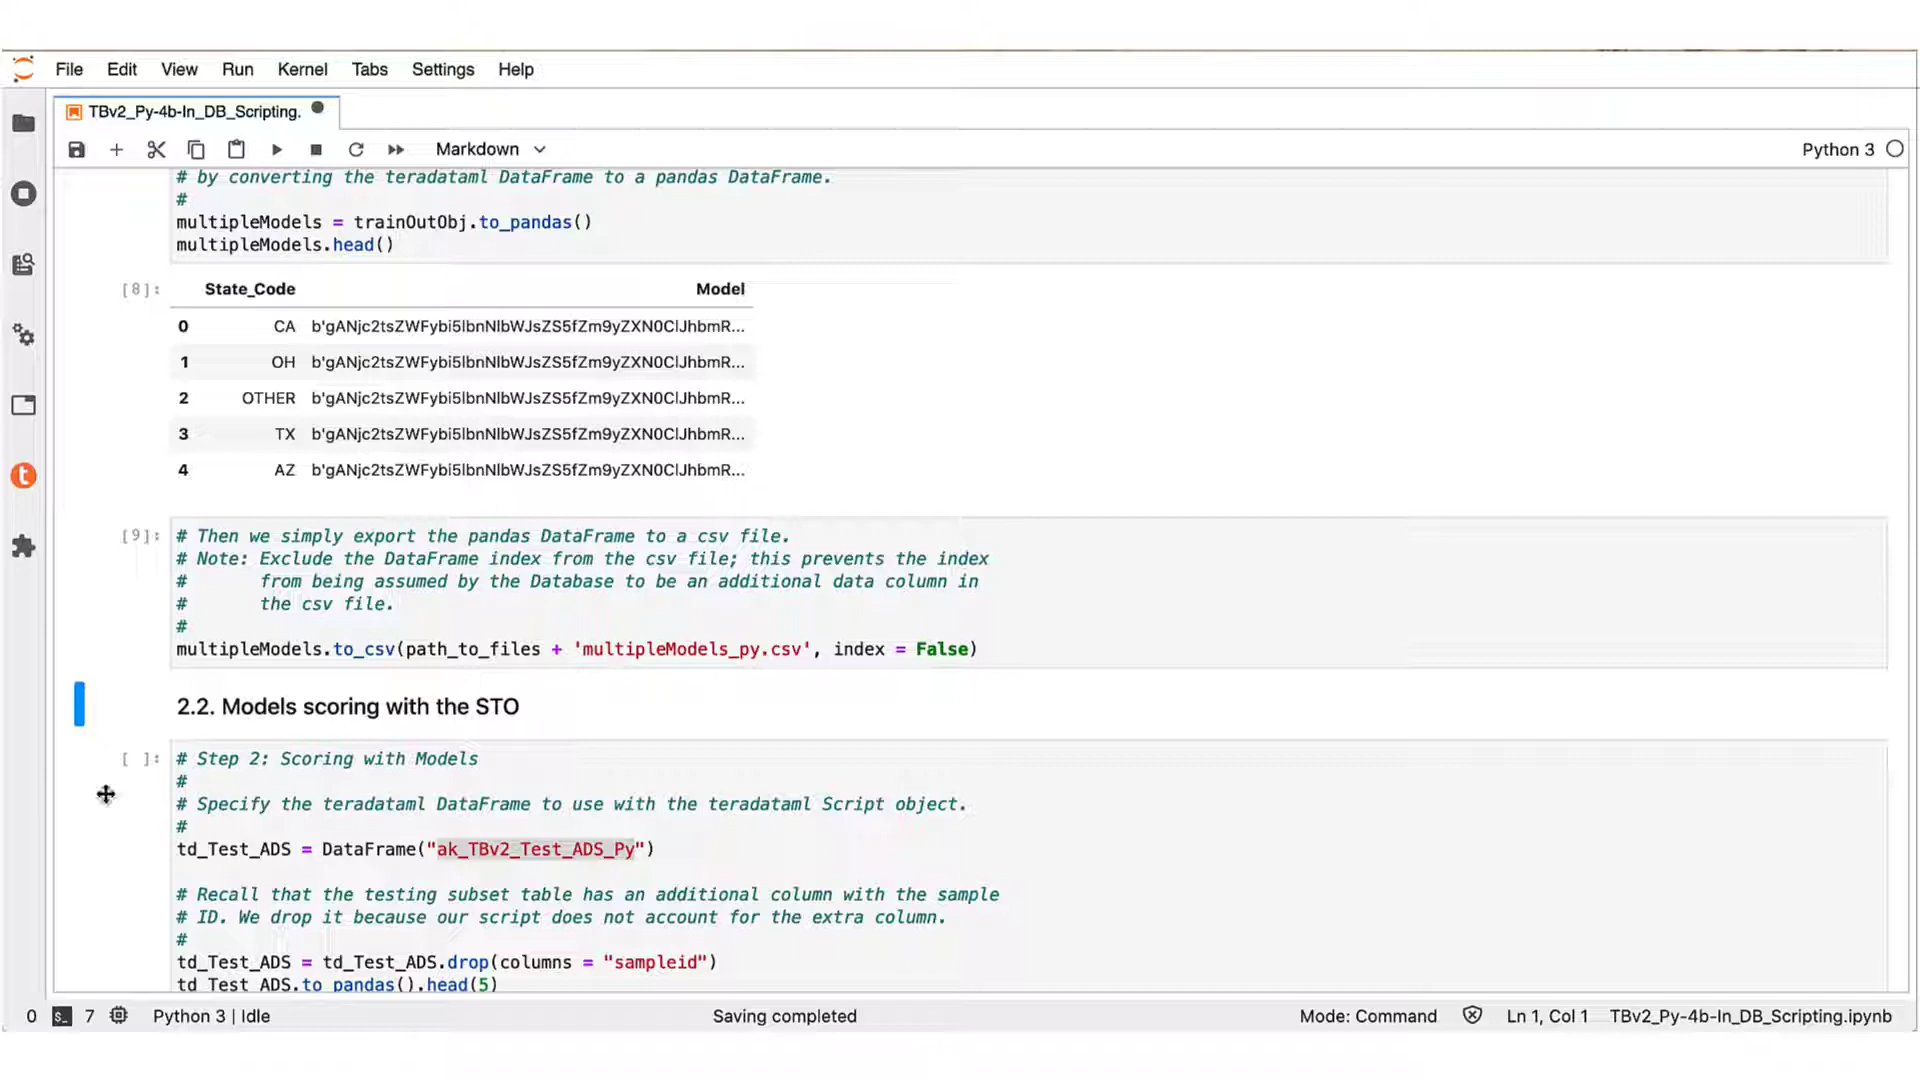 File Edit View Run Kernel Tabs Settings Help
TBv2_Py-4b-In_DB_Scripting.
Markdown
Python 3
# by converting the teradataml DataFrame to a pandas DataFrame.
#
multipleModels = trainOutObj.to_pandas()
multipleModels.head()
[8]:
State_Code Model
0 CA b'gANjc2tsZWFybi5lbnNlbWJsZS5fZm9yZXN0ClJhbmR...
1 OH b'gANjc2tsZWFybi5lbnNlbWJsZS5fZm9yZXN0ClJhbmR...
2 OTHER b'gANjc2tsZWFybi5lbnNlbWJsZS5fZm9yZXN0ClJhbmR...
3 TX b'gANjc2tsZWFybi5lbnNlbWJsZS5fZm9yZXN0ClJhbmR...
4 AZ b'gANjc2tsZWFybi5lbnNlbWJsZS5fZm9yZXN0ClJhbmR...
[9]: # Then we simply export the pandas DataFrame to a csv file.
# Note: Exclude the DataFrame index from the csv file; this prevents the index
# from being assumed by the Database to be an additional data column in
# the csv file.
#
multipleModels.to_csv(path_to_files + 'multipleModels_py.csv', index = False)
2.2. Models scoring with the STO
[ ]: # Step 2: Scoring with Models
#
# Specify the teradataml DataFrame to use with the teradataml Script object.
#
td_Test_ADS = DataFrame("ak_TBv2_Test_ADS_Py")
# Recall that the testing subset table has an additional column with the sample
# ID. We drop it because our script does not account for the extra column.
#
td_Test_ADS = td_Test_ADS.drop(columns = "sampleid")
td_Test_ADS.to_pandas().head(5)
0 7 Python 3 | Idle Saving completed Mode: Command Ln 1, Col 1 TBv2_Py-4b-In_DB_Scripting.ipynb